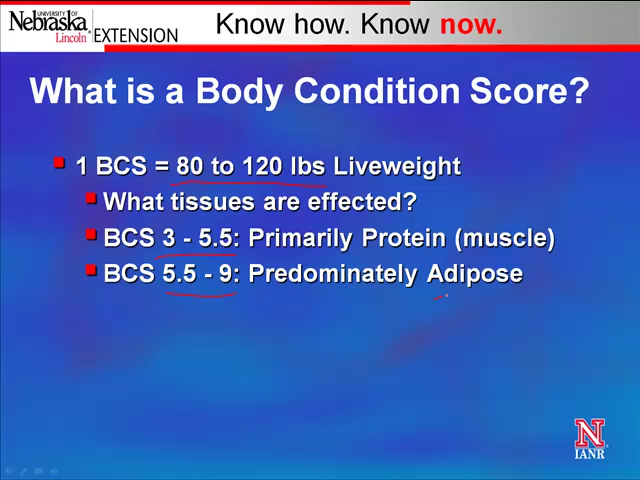 UNIVERSITY OF
Nebraska
Lincoln
EXTENSION
Know how. Know now.
What is a Body Condition Score?
1 BCS = 80 to 120 lbs Liveweight
What tissues are effected?
BCS 3 - 5.5: Primarily Protein (muscle)
BCS 5.5 - 9: Predominately Adipose
N
IANR